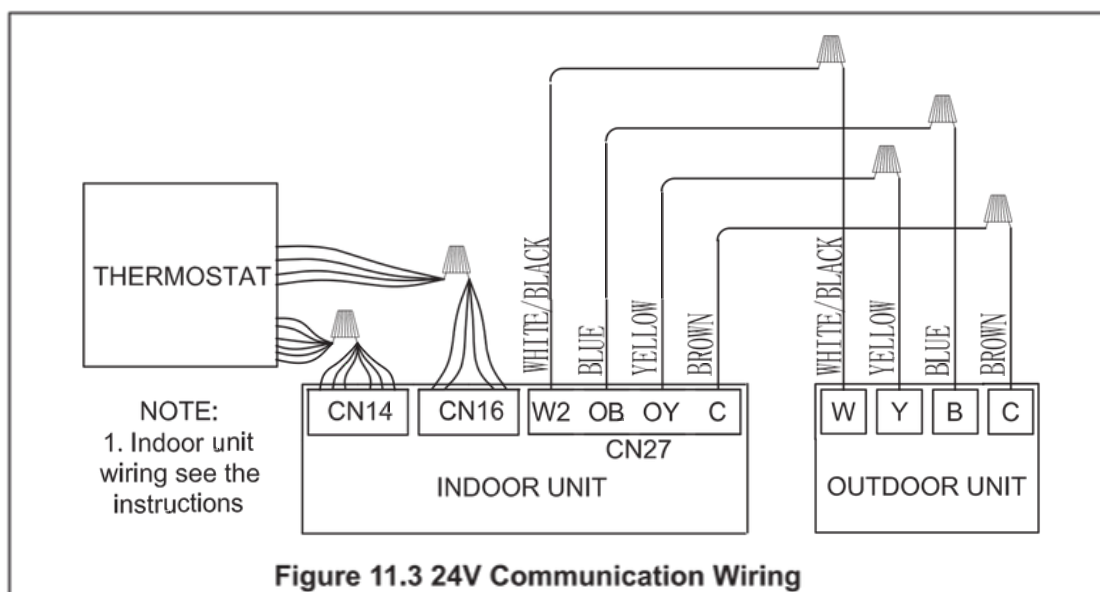 THERMOSTAT
NOTE:
1. Indoor unit
wiring see the
instructions
CN14
CN16
WHITE/BLACK
BLUE
YELLOW
BROWN
W2 OB OY C
CN27
INDOOR UNIT
WHITE/BLACK
YELLOW
BLUE
BROWN
W Y B C
OUTDOOR UNIT
Figure 11.3 24V Communication Wiring